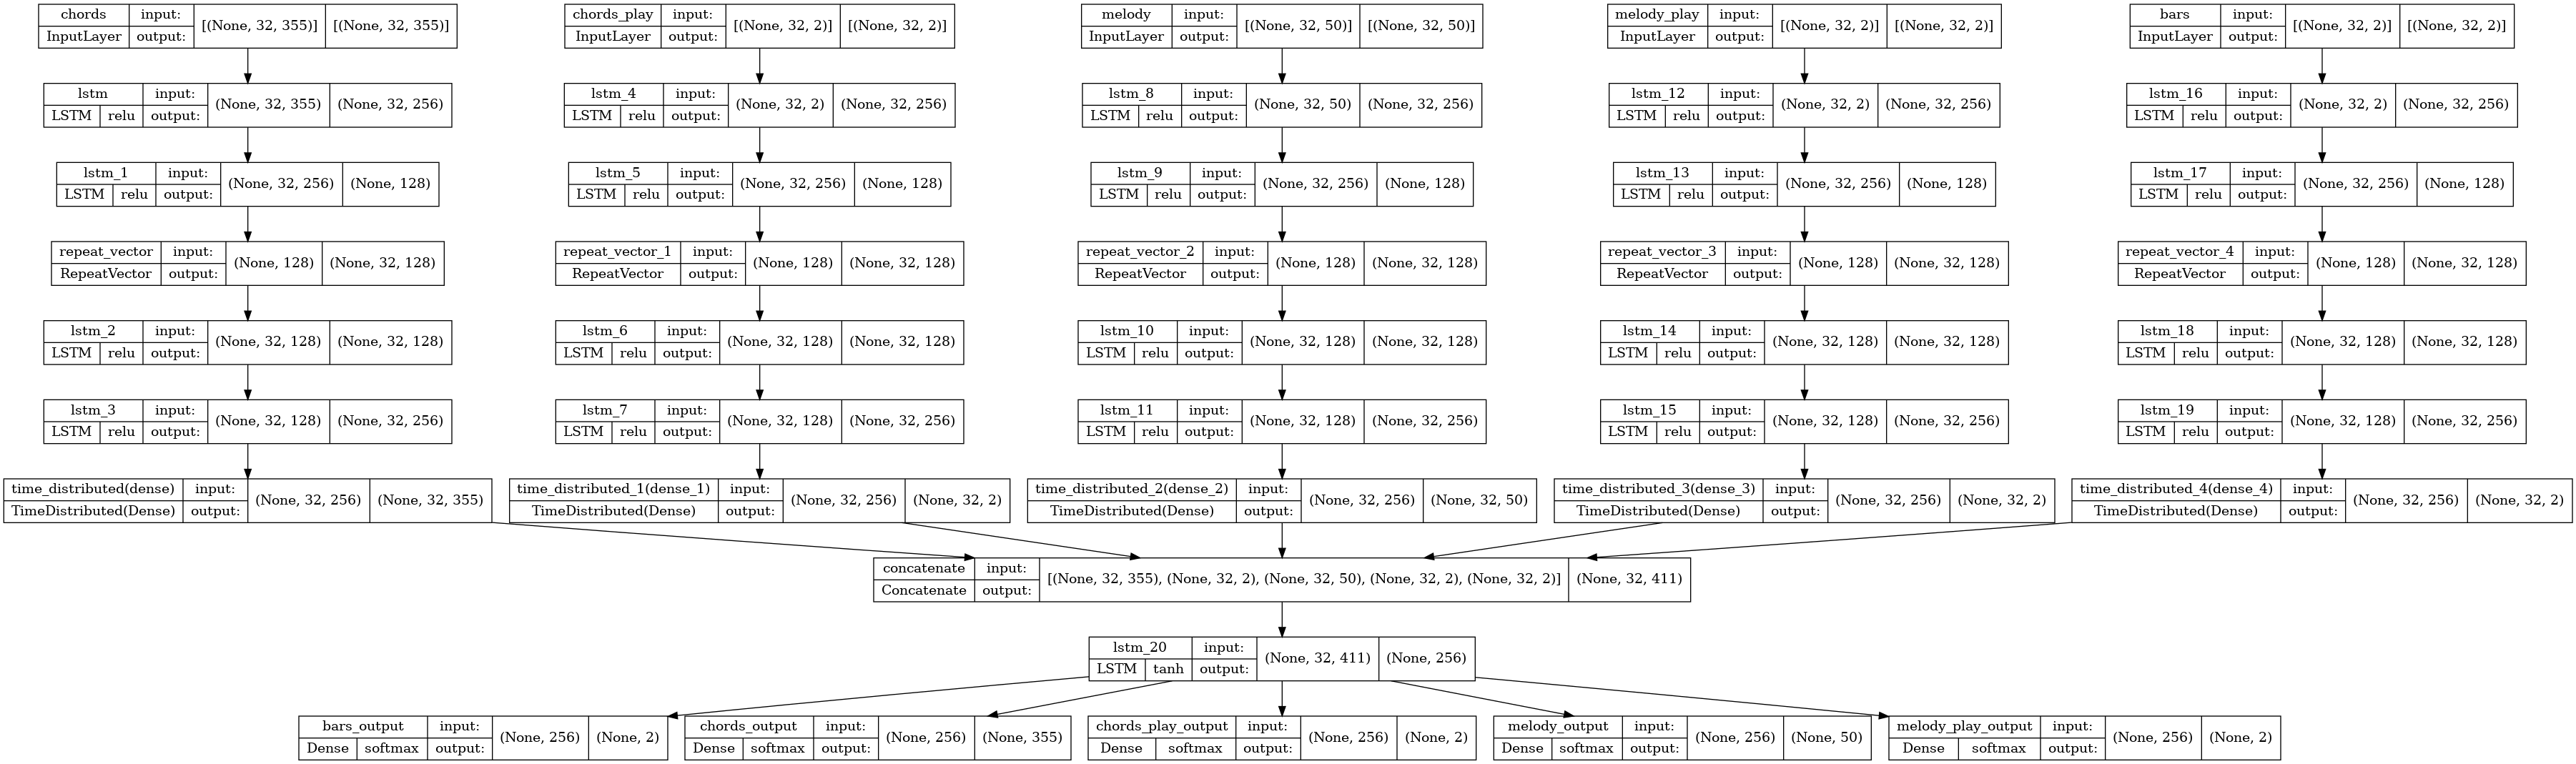 chords input: [(None, 32, 355)] [(None, 32, 355)]
InputLayer output:
chords_play input: [(None, 32, 2)] [(None, 32, 2)]
InputLayer output:
melody input: [(None, 32, 50)] [(None, 32, 50)]
InputLayer output:
melody_play input: [(None, 32, 2)] [(None, 32, 2)]
InputLayer output:
bars input: [(None, 32, 2)] [(None, 32, 2)]
InputLayer output:
lstm input: (None, 32, 355) (None, 32, 256)
LSTM relu output:
lstm_4 input: (None, 32, 2) (None, 32, 256)
LSTM relu output:
lstm_8 input: (None, 32, 50) (None, 32, 256)
LSTM relu output:
lstm_12 input: (None, 32, 2) (None, 32, 256)
LSTM relu output:
lstm_16 input: (None, 32, 2) (None, 32, 256)
LSTM relu output:
lstm_1 input: (None, 32, 256) (None, 128)
LSTM relu output:
lstm_5 input: (None, 32, 256) (None, 128)
LSTM relu output:
lstm_9 input: (None, 32, 256) (None, 128)
LSTM relu output:
lstm_13 input: (None, 32, 256) (None, 128)
LSTM relu output:
lstm_17 input: (None, 32, 256) (None, 128)
LSTM relu output:
repeat_vector input: (None, 128) (None, 32, 128)
RepeatVector output:
repeat_vector_1 input: (None, 128) (None, 32, 128)
RepeatVector output:
repeat_vector_2 input: (None, 128) (None, 32, 128)
RepeatVector output:
repeat_vector_3 input: (None, 128) (None, 32, 128)
RepeatVector output:
repeat_vector_4 input: (None, 128) (None, 32, 128)
RepeatVector output:
lstm_2 input: (None, 32, 128) (None, 32, 128)
LSTM relu output:
lstm_6 input: (None, 32, 128) (None, 32, 128)
LSTM relu output:
lstm_10 input: (None, 32, 128) (None, 32, 128)
LSTM relu output:
lstm_14 input: (None, 32, 128) (None, 32, 128)
LSTM relu output:
lstm_18 input: (None, 32, 128) (None, 32, 128)
LSTM relu output:
lstm_3 input: (None, 32, 128) (None, 32, 256)
LSTM relu output:
lstm_7 input: (None, 32, 128) (None, 32, 256)
LSTM relu output:
lstm_11 input: (None, 32, 128) (None, 32, 256)
LSTM relu output:
lstm_15 input: (None, 32, 128) (None, 32, 256)
LSTM relu output:
lstm_19 input: (None, 32, 128) (None, 32, 256)
LSTM relu output:
time_distributed(dense) input: (None, 32, 256) (None, 32, 355)
TimeDistributed(Dense) output:
time_distributed_1(dense_1) input: (None, 32, 256) (None, 32, 2)
TimeDistributed(Dense) output:
time_distributed_2(dense_2) input: (None, 32, 256) (None, 32, 50)
TimeDistributed(Dense) output:
time_distributed_3(dense_3) input: (None, 32, 256) (None, 32, 2)
TimeDistributed(Dense) output:
time_distributed_4(dense_4) input: (None, 32, 256) (None, 32, 2)
TimeDistributed(Dense) output:
concatenate input: [(None, 32, 355), (None, 32, 2), (None, 32, 50), (None, 32, 2), (None, 32, 2)] (None, 32, 411)
Concatenate output:
lstm_20 input: (None, 32, 411) (None, 256)
LSTM tanh output:
bars_output input: (None, 256) (None, 2)
Dense softmax output:
chords_output input: (None, 256) (None, 355)
Dense softmax output:
chords_play_output input: (None, 256) (None, 2)
Dense softmax output:
melody_output input: (None, 256) (None, 50)
Dense softmax output:
melody_play_output input: (None, 256) (None, 2)
Dense softmax output: